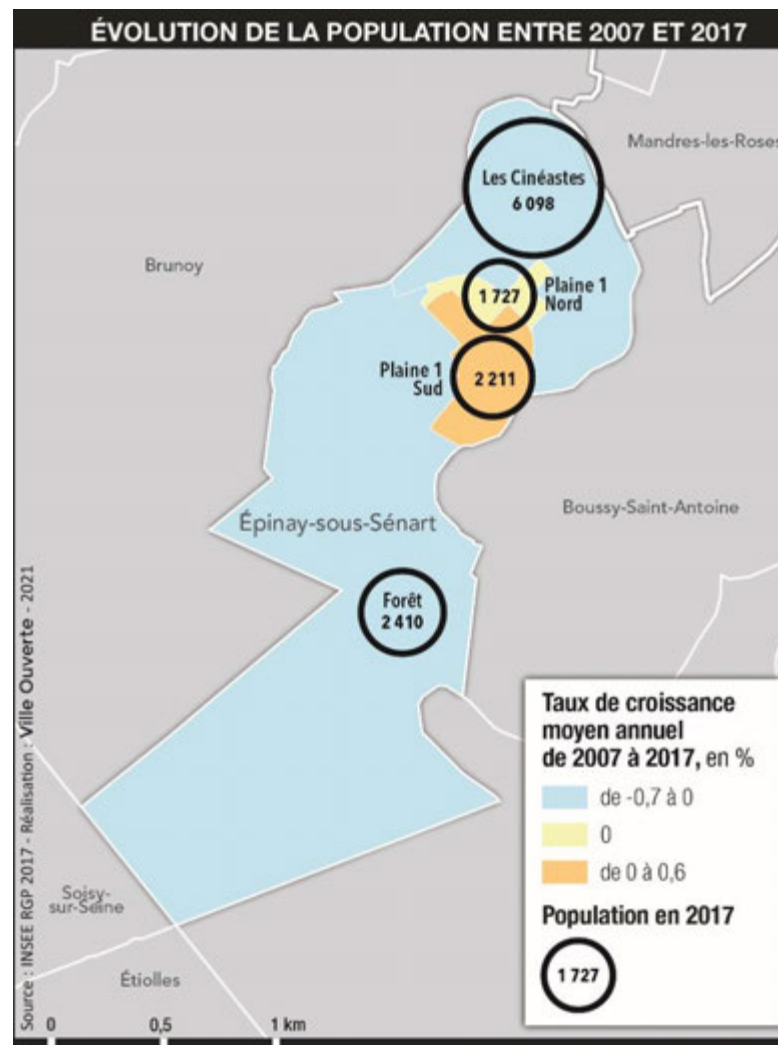 ÉVOLUTION DE LA POPULATION ENTRE 2007 ET 2017
Mandres-les-Roses
Les Cinéastes
6 098
Brunoy
1 727
Plaine 1
Nord
Plaine 1
Sud
2 211
Épinay-sous-Sénart
Boussy-Saint-Antoine
Forêt
2 410
Taux de croissance
moyen annuel
de 2007 à 2017, en %
de -0,7 à 0
0
de 0 à 0,6
Population en 2017
1 727
Soisy-
sur-Seine
Étiolles
0 0,5 1 km
Source : INSEE RGP 2017 - Réalisation : Ville Ouverte - 2021